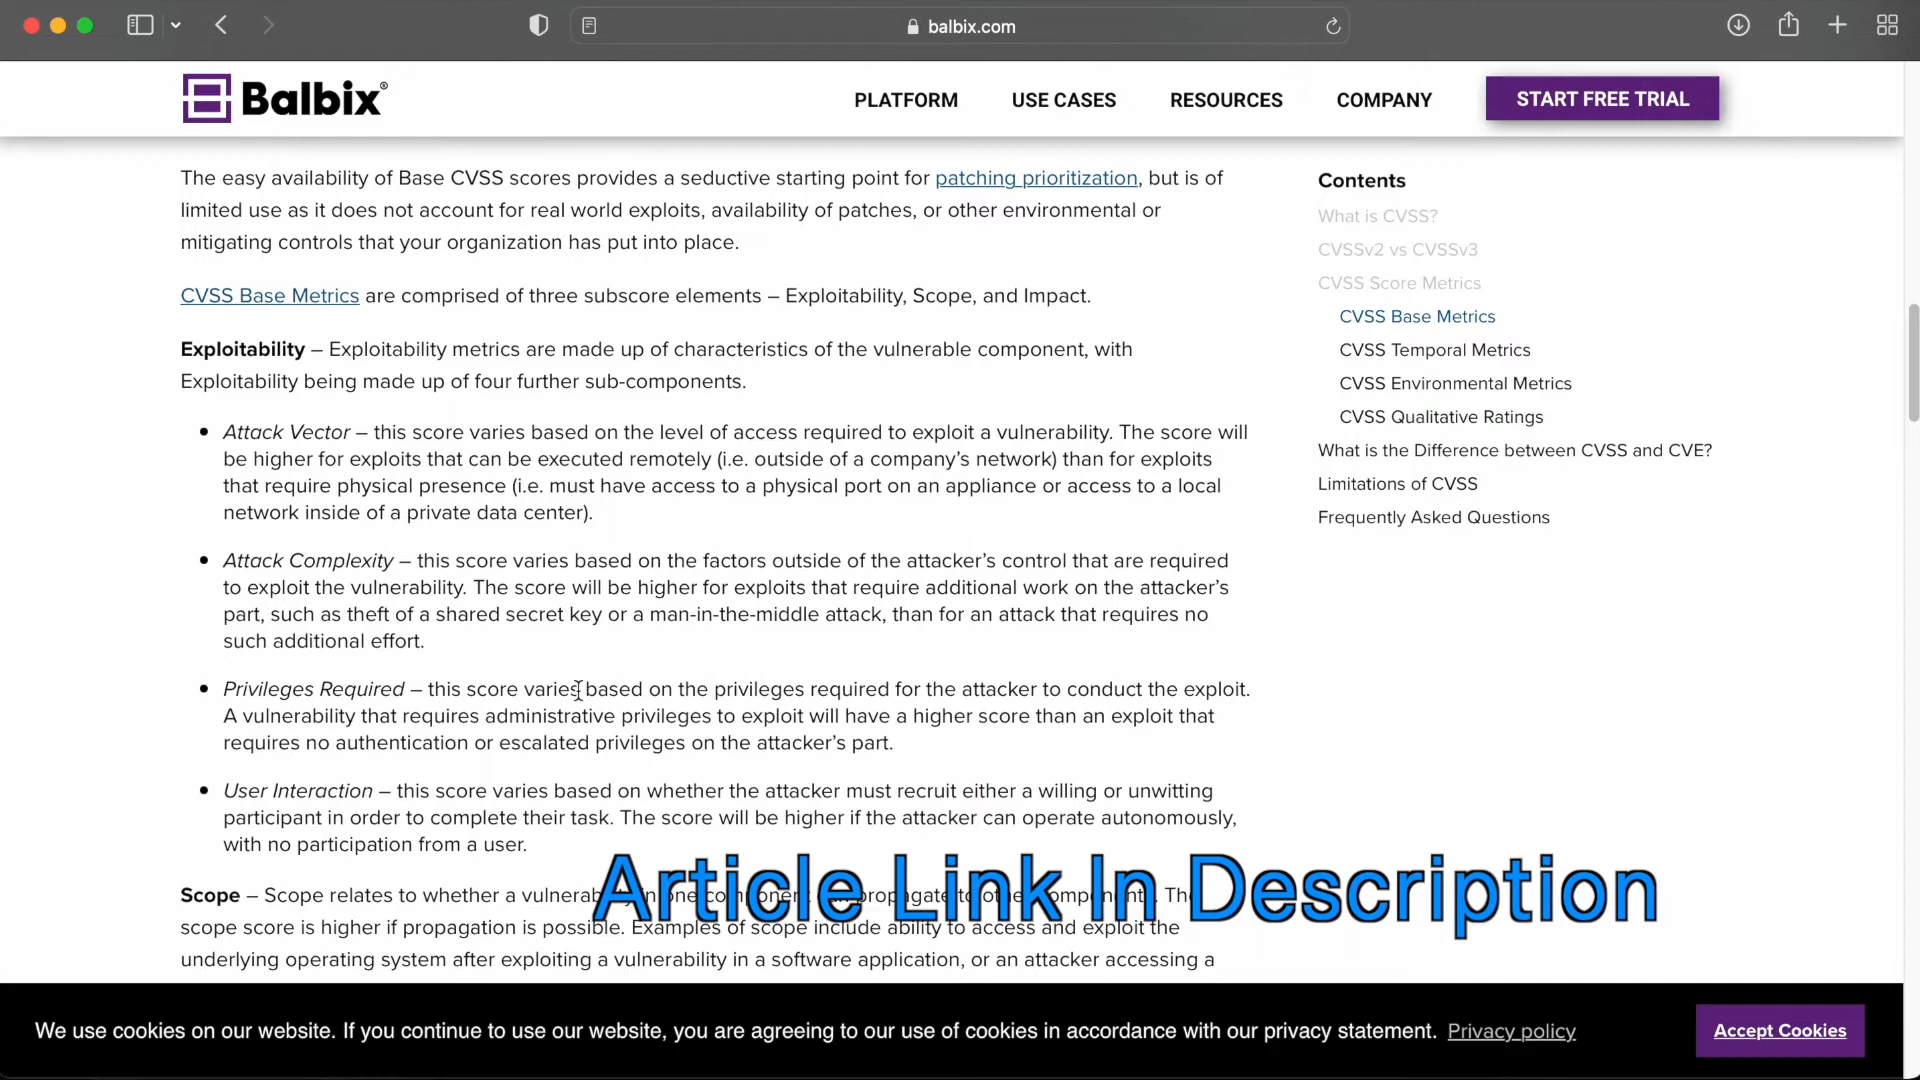 balbix.com
Balbix®
PLATFORM
USE CASES
RESOURCES
COMPANY
START FREE TRIAL
The easy availability of Base CVSS scores provides a seductive starting point for patching prioritization, but is of
limited use as it does not account for real world exploits, availability of patches, or other environmental or
mitigating controls that your organization has put into place.
CVSS Base Metrics are comprised of three subscore elements – Exploitability, Scope, and Impact.
Exploitability – Exploitability metrics are made up of characteristics of the vulnerable component, with
Exploitability being made up of four further sub-components.
• Attack Vector – this score varies based on the level of access required to exploit a vulnerability. The score will
be higher for exploits that can be executed remotely (i.e. outside of a company’s network) than for exploits
that require physical presence (i.e. must have access to a physical port on an appliance or access to a local
network inside of a private data center).
• Attack Complexity – this score varies based on the factors outside of the attacker’s control that are required
to exploit the vulnerability. The score will be higher for exploits that require additional work on the attacker’s
part, such as theft of a shared secret key or a man-in-the-middle attack, than for an attack that requires no
such additional effort.
• Privileges Required – this score varies based on the privileges required for the attacker to conduct the exploit.
A vulnerability that requires administrative privileges to exploit will have a higher score than an exploit that
requires no authentication or escalated privileges on the attacker’s part.
• User Interaction – this score varies based on whether the attacker must recruit either a willing or unwitting
participant in order to complete their task. The score will be higher if the attacker can operate autonomously,
with no participation from a user.
Scope – Scope relates to whether a vulnerability in one component can propagate to other components. The
scope score is higher if propagation is possible. Examples of scope include ability to access and exploit the
underlying operating system after exploiting a vulnerability in a software application, or an attacker accessing a
Contents
What is CVSS?
CVSSv2 vs CVSSv3
CVSS Score Metrics
CVSS Base Metrics
CVSS Temporal Metrics
CVSS Environmental Metrics
CVSS Qualitative Ratings
What is the Difference between CVSS and CVE?
Limitations of CVSS
Frequently Asked Questions
Article Link In Description
We use cookies on our website. If you continue to use our website, you are agreeing to our use of cookies in accordance with our privacy statement. Privacy policy
Accept Cookies